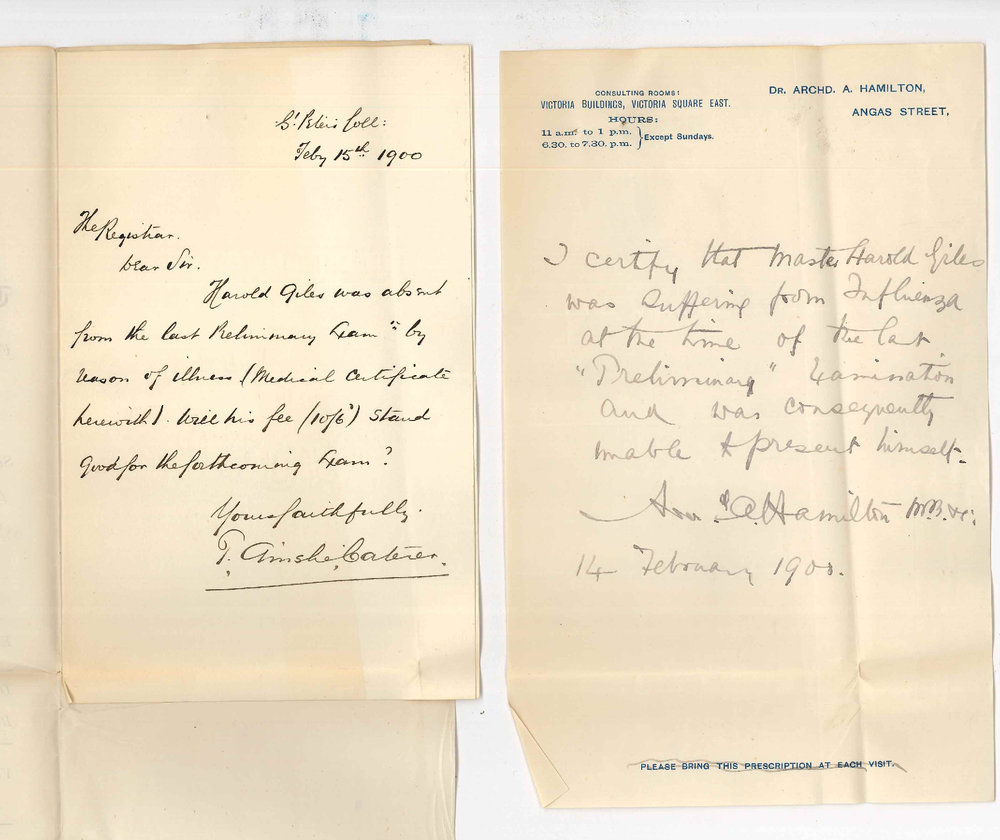 St Peter's Coll:
Feby 15th 1900
The Registrar.
Dear Sir.
Harold Giles was absent
from the last Preliminary Exam n by
reason of illness (Medical Certificate
herewith). Will his fee (10/6) stand
good for the forthcoming Exam?
Yours faithfully.
T. Ainslie Caterer.
CONSULTING ROOMS:
VICTORIA BUILDINGS, VICTORIA SQUARE EAST.
HOURS:
11 a.m. to 1 p.m.
6.30. to 7.30. p.m. } Except Sundays.
DR. ARCHD. A. HAMILTON,
ANGAS STREET,
I certify that Master Harold Giles
was suffering from Influenza
at the time of the last
"Preliminary" Examination
and was consequently
unable to present himself.
A. Hamilton M.B. &c.
14 February 1900.
PLEASE BRING THIS PRESCRIPTION AT EACH VISIT.